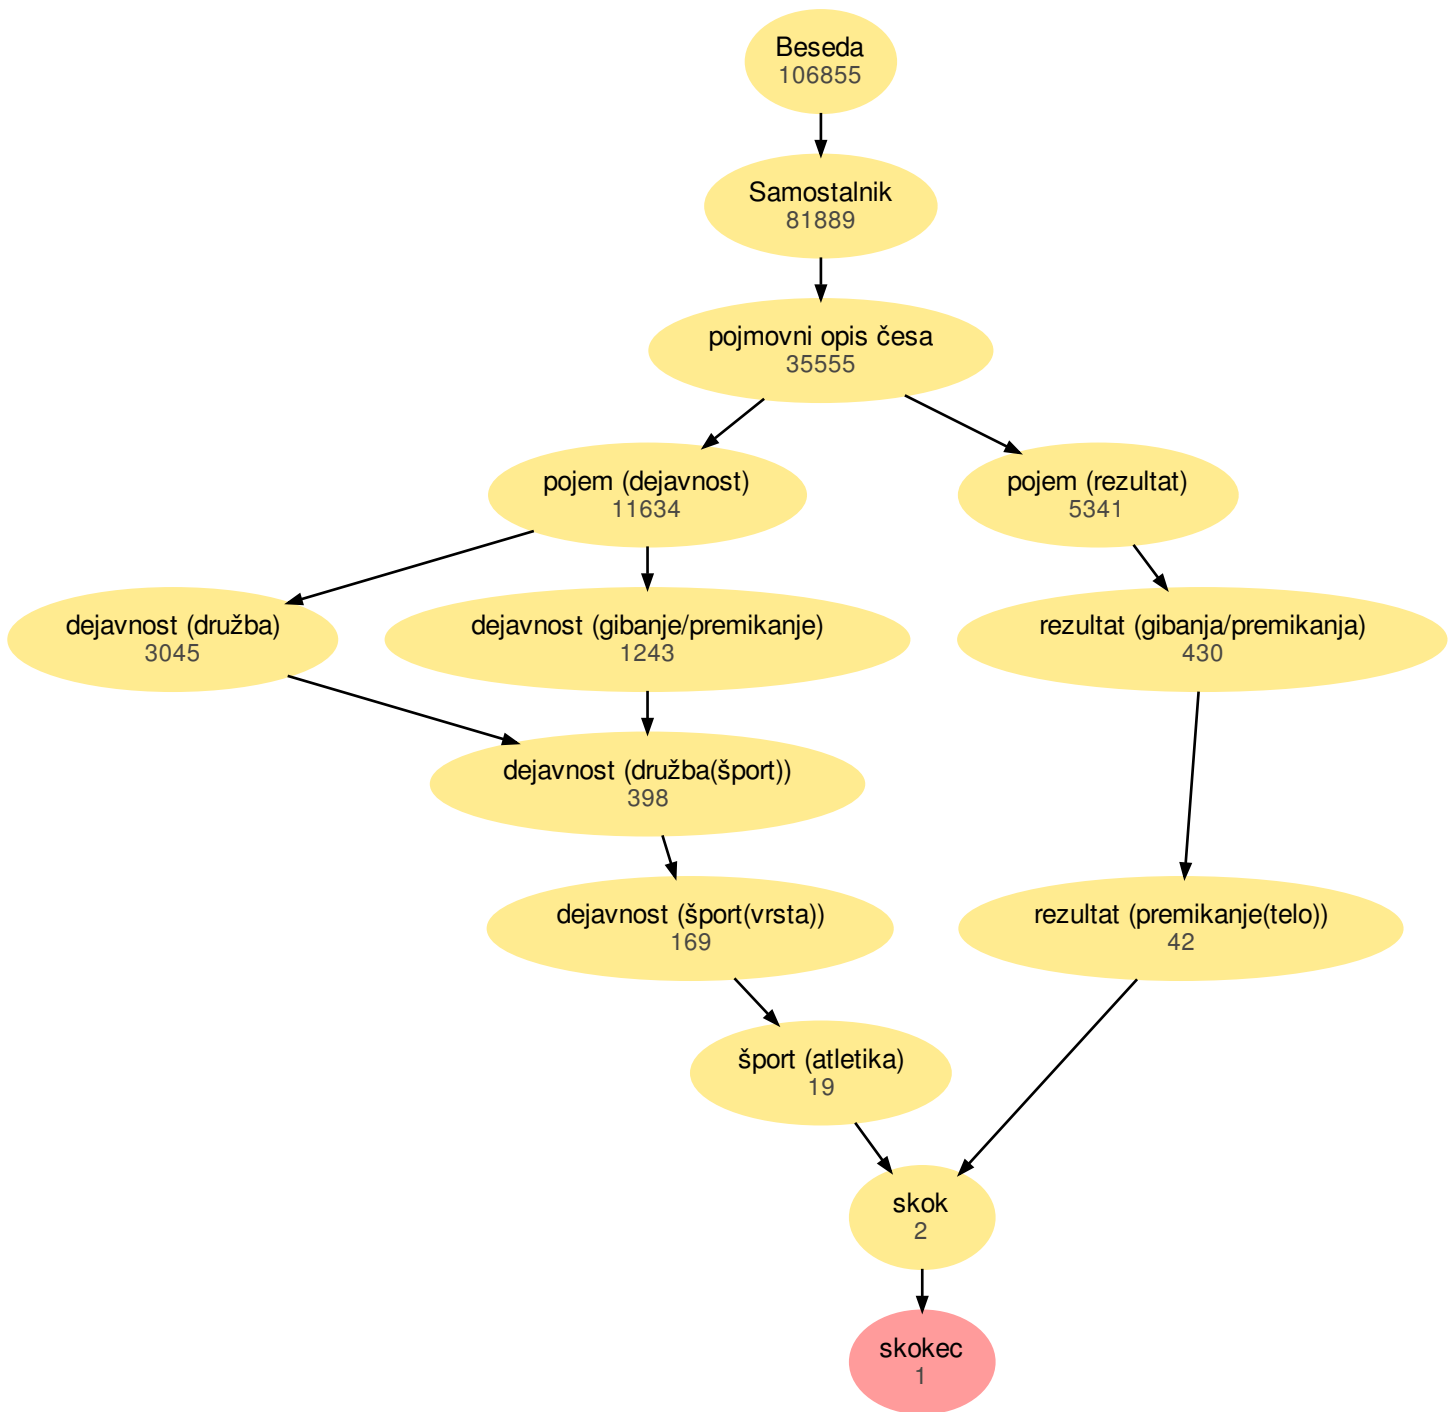 Beseda
106855
Samostalnik
81889
pojmovni opis česa
35555
pojem (dejavnost)
11634
pojem (rezultat)
5341
dejavnost (družba)
3045
dejavnost (gibanje/premikanje)
1243
rezultat (gibanja/premikanja)
430
dejavnost (družba(šport))
398
dejavnost (šport(vrsta))
169
rezultat (premikanje(telo))
42
šport (atletika)
19
skok
2
skokec
1